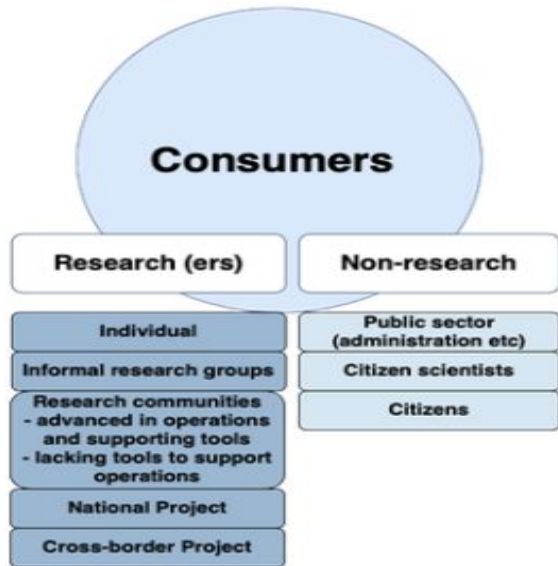 Consumers
Research (ers)
Non-research
Individual
Informal research groups
Research communities
- advanced in operations
and supporting tools
- lacking tools to support
operations
National Project
Cross-border Project
Public sector
(administration etc)
Citizen scientists
Citizens